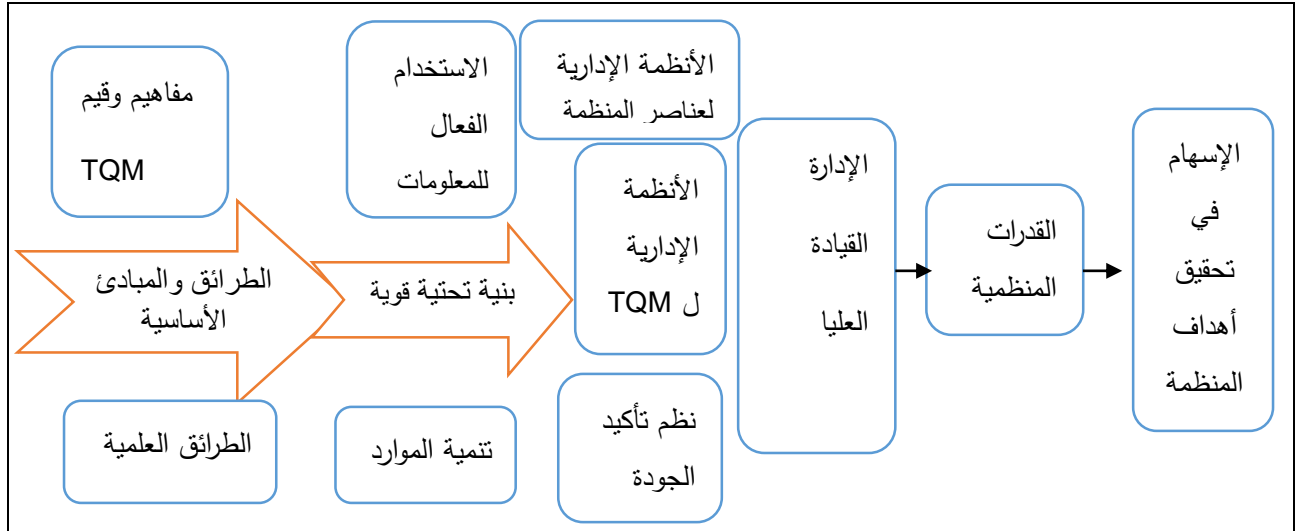 مفاهيم وقيم
TQM
الطرائق والمبادئ
الأساسية
الطرائق العلمية
الاستخدام
الفعال
للمعلومات
بنية تحتية قوية
تنمية الموارد
الأنظمة الإدارية
لعناصر المنظمة
الأنظمة
الإدارية
ل TQM
نظم تأكيد
الجودة
الإدارة
القيادة
العليا
القدرات
المنظمية
الإسهام
في
تحقيق
أهداف
المنظمة